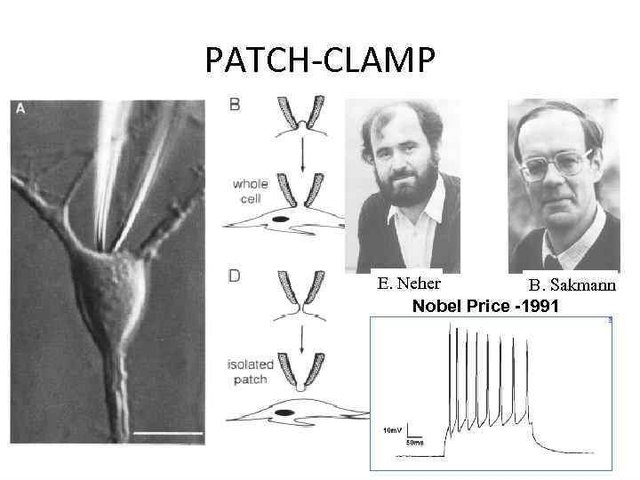 PATCH-CLAMP
A
B
whole
cell
D
isolated
patch
E. Neher
B. Sakmann
Nobel Price -1991
10mV
50ms